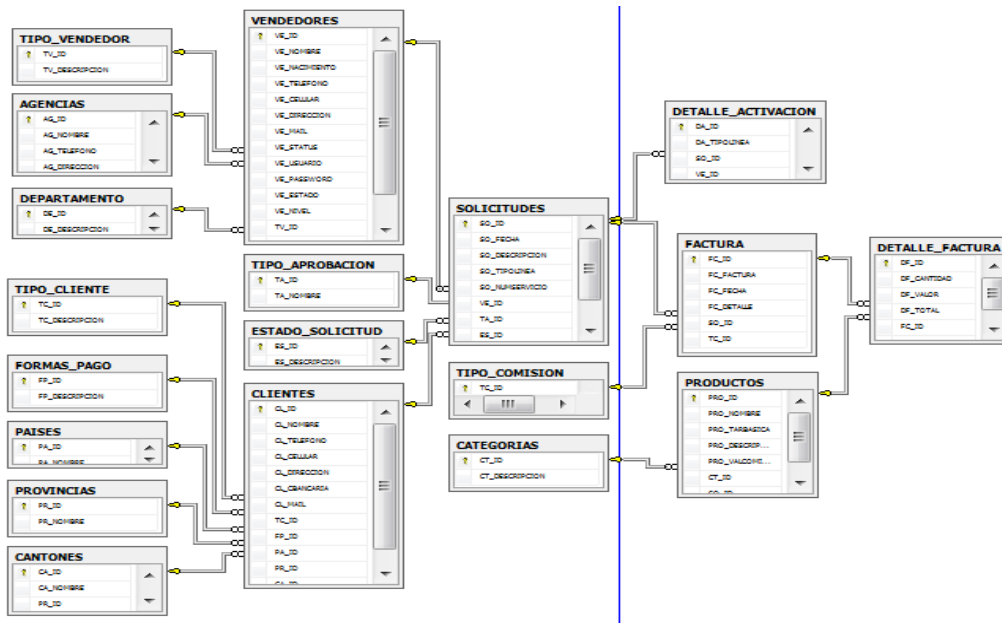 TIPO_VENDEDOR
TV_ID
TV_DESCRIPCION
AGENCIAS
AG_ID
AG_NOMBRE
AG_TELEFONO
AG_DIRECCION
DEPARTAMENTO
DE_ID
DE_DESCRIPCION
TIPO_CLIENTE
TC_ID
TC_DESCRIPCION
FORMAS_PAGO
FP_ID
FP_DESCRIPCION
PAISES
PA_ID
PA_NOMBRE
PROVINCIAS
PR_ID
PR_NOMBRE
CANTONES
CA_ID
CA_NOMBRE
PR_ID
VENDEDORES
VE_ID
VE_NOMBRE
VE_NACIMIENTO
VE_TELEFONO
VE_CELULAR
VE_DIRECCION
VE_MAIL
VE_STATUS
VE_USUARIO
VE_PASSWORD
VE_ESTADO
VE_NIVEL
TV_ID
TIPO_APROBACION
TA_ID
TA_NOMBRE
ESTADO_SOLICITUD
ES_ID
ES_DESCRIPCION
CLIENTES
CL_ID
CL_NOMBRE
CL_TELEFONO
CL_CELULAR
CL_DIRECCION
CL_CBANCARIA
CL_MAIL
TC_ID
FP_ID
PA_ID
PR_ID
CA_ID
SOLICITUDES
SO_ID
SO_FECHA
SO_DESCRIPCION
SO_TIPOLINEA
SO_NUMSERVICIO
VE_ID
TA_ID
ES_ID
TIPO_COMISION
TC_ID
CATEGORIAS
CT_ID
CT_DESCRIPCION
DETALLE_ACTIVACION
DA_ID
DA_TIPOLINEA
SO_ID
VE_ID
FACTURA
FC_ID
FC_FACTURA
FC_FECHA
FC_DETALLE
SO_ID
TC_ID
PRODUCTOS
PRO_ID
PRO_NOMBRE
PRO_TARBASICA
PRO_DESCRIP...
PRO_VALCOMI...
CT_ID
DETALLE_FACTURA
DF_ID
DF_CANTIDAD
DF_VALOR
DF_TOTAL
FC_ID